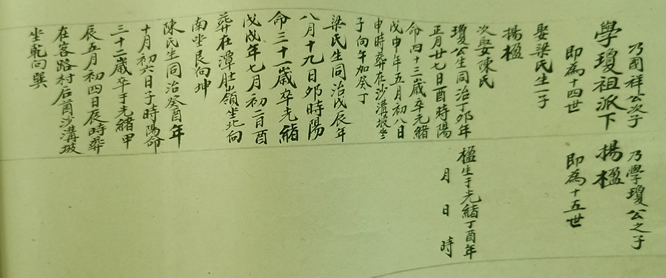 乃國祥公次子
學瓊祖派下
即為十四世
娶梁氏生一子
揚楹
次娶陳氏
瓊公生同治丁卯年
正月廿七日酉時陽
命四十三歲卒光緒
戊申年五月初八日
申時葬在沙溝坡坐
子向午加癸丁
梁氏生同治戊辰年
八月十九日卯時陽
命三十一歲卒光緒
戊戌年七月初二日酉
葬在潭肚山嶺坐北向
南坐艮向坤
陳氏生同治癸酉年
十月初六日子時陽命
三十二歲卒于光緒甲
辰五月初四日辰時葬
在客路村后背沙溝坡
坐乾向巽
乃學瓊公之子
揚楹
即為十五世
楹生于光緒丁酉年
月日時